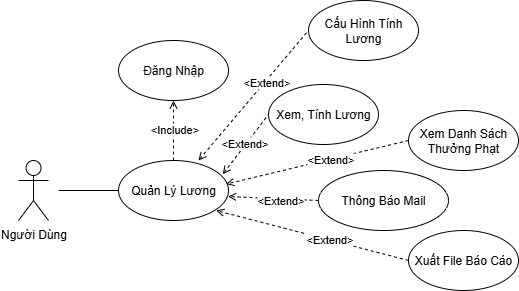 Cấu Hình Tính
Lương
Đăng Nhập
<Extend>
Xem, Tính Lương
<Include>
<Extend>
Xem Danh Sách
Thưởng Phạt
<Extend>
Quản Lý Lương
Thông Báo Mail
<Extend>
Người Dùng
<Extend>
Xuất File Báo Cáo